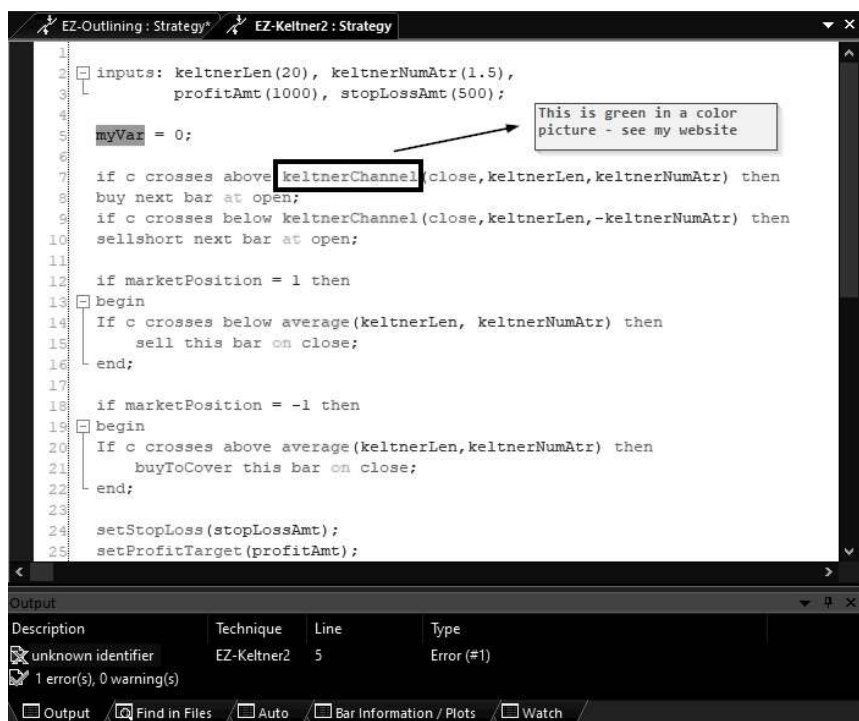 EZ-Outlining : Strategy* EZ-Keltner2 : Strategy
1
2 inputs: keltnerLen(20), keltnerNumAtr(1.5),
3 profitAmt(1000), stopLossAmt(500);
4
This is green in a color
picture - see my website
5 myVar = 0;
6
7 if c crosses above keltnerChannel(close,keltnerLen,keltnerNumAtr) then
8 buy next bar at open;
9 if c crosses below keltnerChannel(close,keltnerLen,-keltnerNumAtr) then
10 sellshort next bar at open;
11
12 if marketPosition = 1 then
13 begin
14 If c crosses below average(keltnerLen, keltnerNumAtr) then
15 sell this bar on close;
16 end;
17
18 if marketPosition = -1 then
19 begin
20 If c crosses above average(keltnerLen,keltnerNumAtr) then
21 buyToCover this bar on close;
22 end;
23
24 setStopLoss(stopLossAmt);
25 setProfitTarget(profitAmt);
Output
Description Technique Line Type
unknown identifier EZ-Keltner2 5 Error (#1)
1 error(s), 0 warning(s)
Output Find in Files Auto Bar Information / Plots Watch